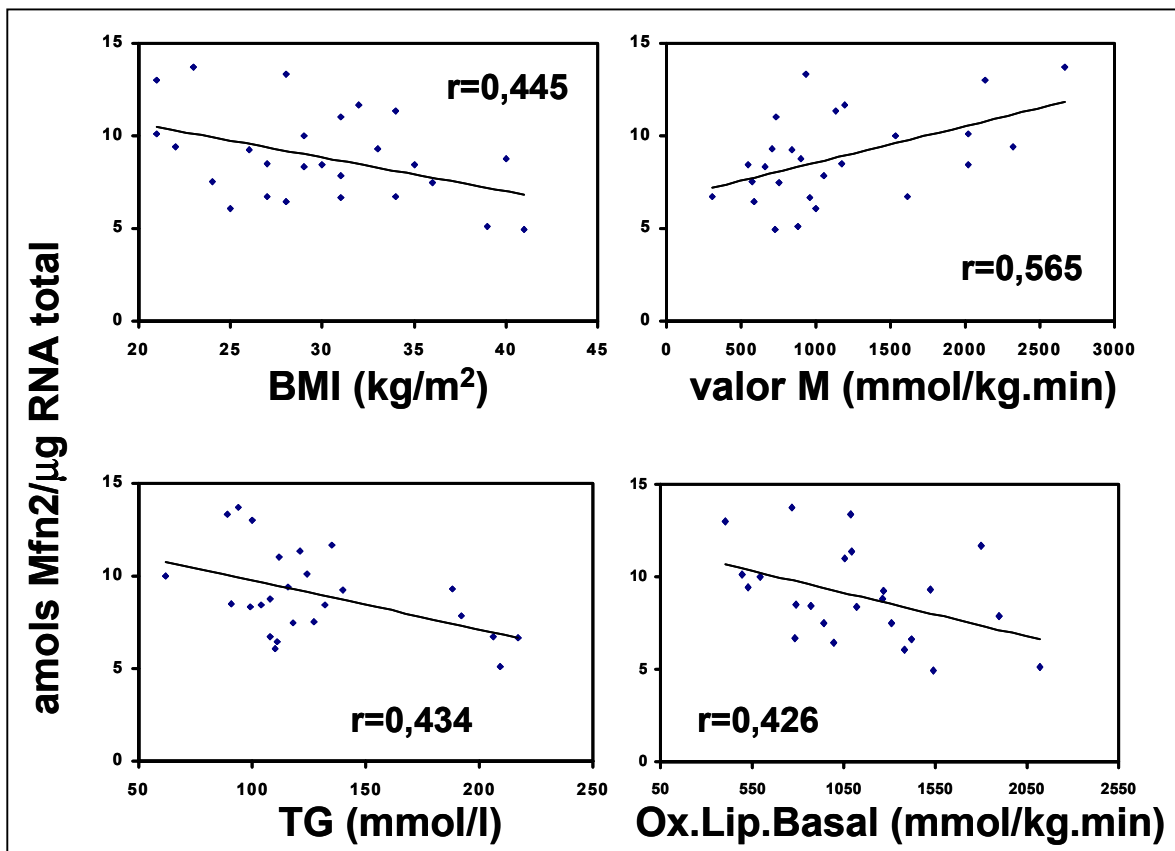 amols Mfn2/μg RNA total
15
10
5
0
r=0,445
20 25 30 35 40 45
BMI (kg/m²)
15
10
5
0
r=0,565
0 500 1000 1500 2000 2500 3000
valor M (mmol/kg.min)
15
10
5
0
r=0,434
50 100 150 200 250
TG (mmol/l)
15
10
5
0
r=0,426
50 550 1050 1550 2050 2550
Ox.Lip.Basal (mmol/kg.min)